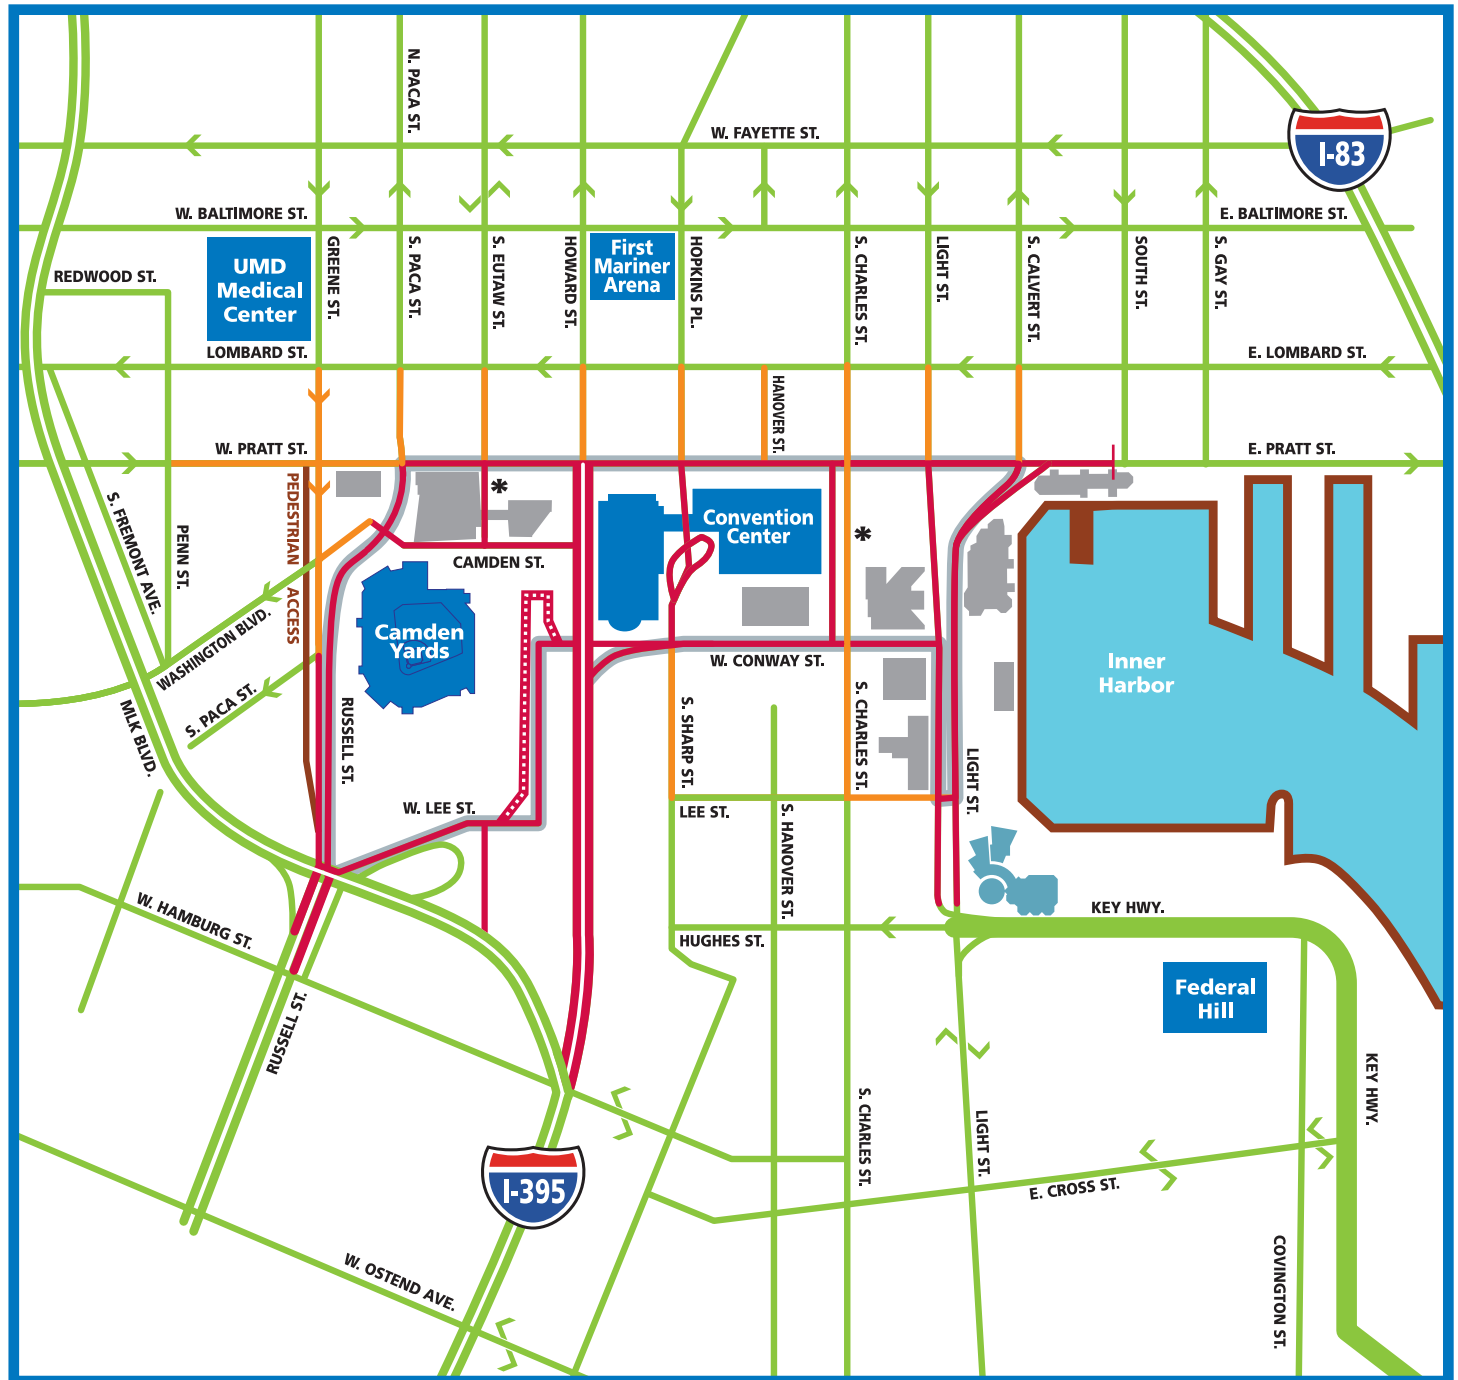 N. PACA ST.
W. FAYETTE ST.
I-83
W. BALTIMORE ST.
E. BALTIMORE ST.
UMD
Medical
Center
GREENE ST.
S. PACA ST.
S. EUTAW ST.
HOWARD ST.
First
Mariner
Arena
HOPKINS PL.
S. CHARLES ST.
LIGHT ST.
S. CALVERT ST.
SOUTH ST.
S. GAY ST.
REDWOOD ST.
LOMBARD ST.
E. LOMBARD ST.
HANOVER ST.
W. PRATT ST.
E. PRATT ST.
PEDESTRIAN ACCESS
S. FREMONT AVE.
PENN ST.
*
Convention
Center
*
CAMDEN ST.
Camden
Yards
WASHINGTON BLVD.
S. PACA ST.
W. CONWAY ST.
Inner
Harbor
MLK BLVD.
RUSSELL ST.
S. SHARP ST.
S. CHARLES ST.
LIGHT ST.
W. LEE ST.
LEE ST.
S. HANOVER ST.
W. HAMBURG ST.
HUGHES ST.
KEY HWY.
Federal
Hill
RUSSELL ST.
KEY HWY.
S. CHARLES ST.
LIGHT ST.
E. CROSS ST.
I-395
W. OSTEND AVE.
COVINGTON ST.